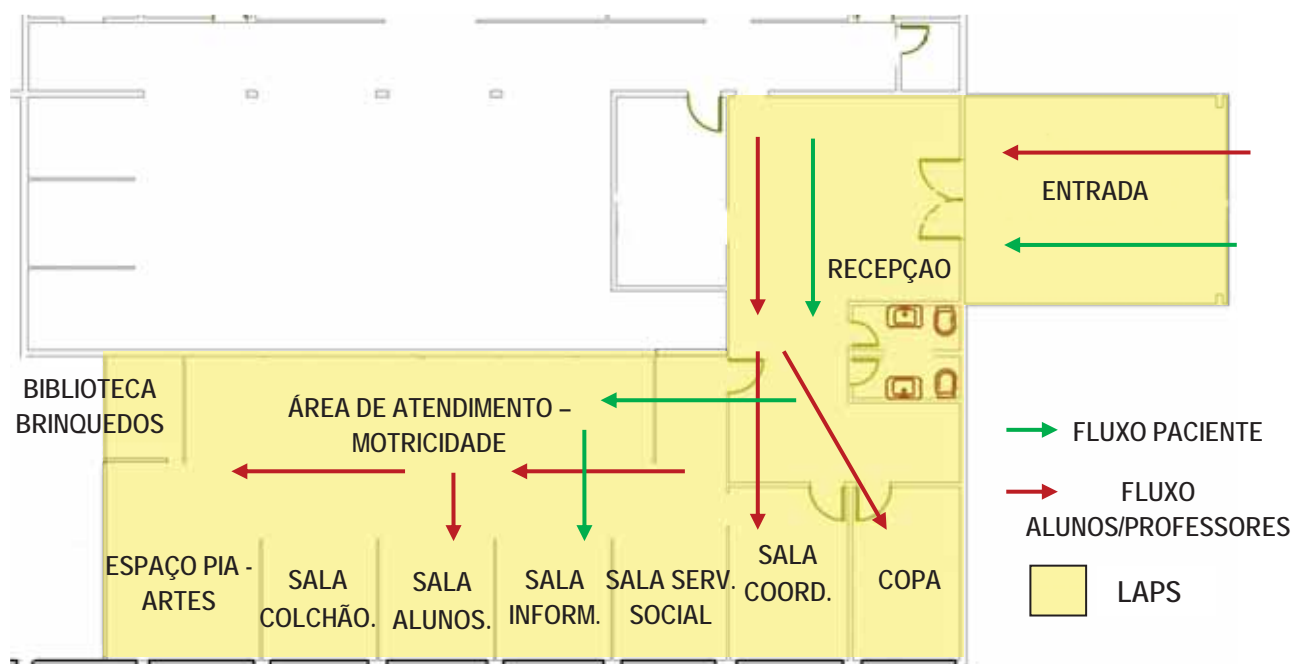 ENTRADA
RECEPÇAO
BIBLIOTECA
BRINQUEDOS
ÁREA DE ATENDIMENTO –
MOTRICIDADE
FLUXO PACIENTE
FLUXO
ALUNOS/PROFESSORES
LAPS
ESPAÇO PIA -
ARTES
SALA
COLCHÃO.
SALA
ALUNOS.
SALA
INFORM.
SALA SERV.
SOCIAL
SALA
COORD.
COPA